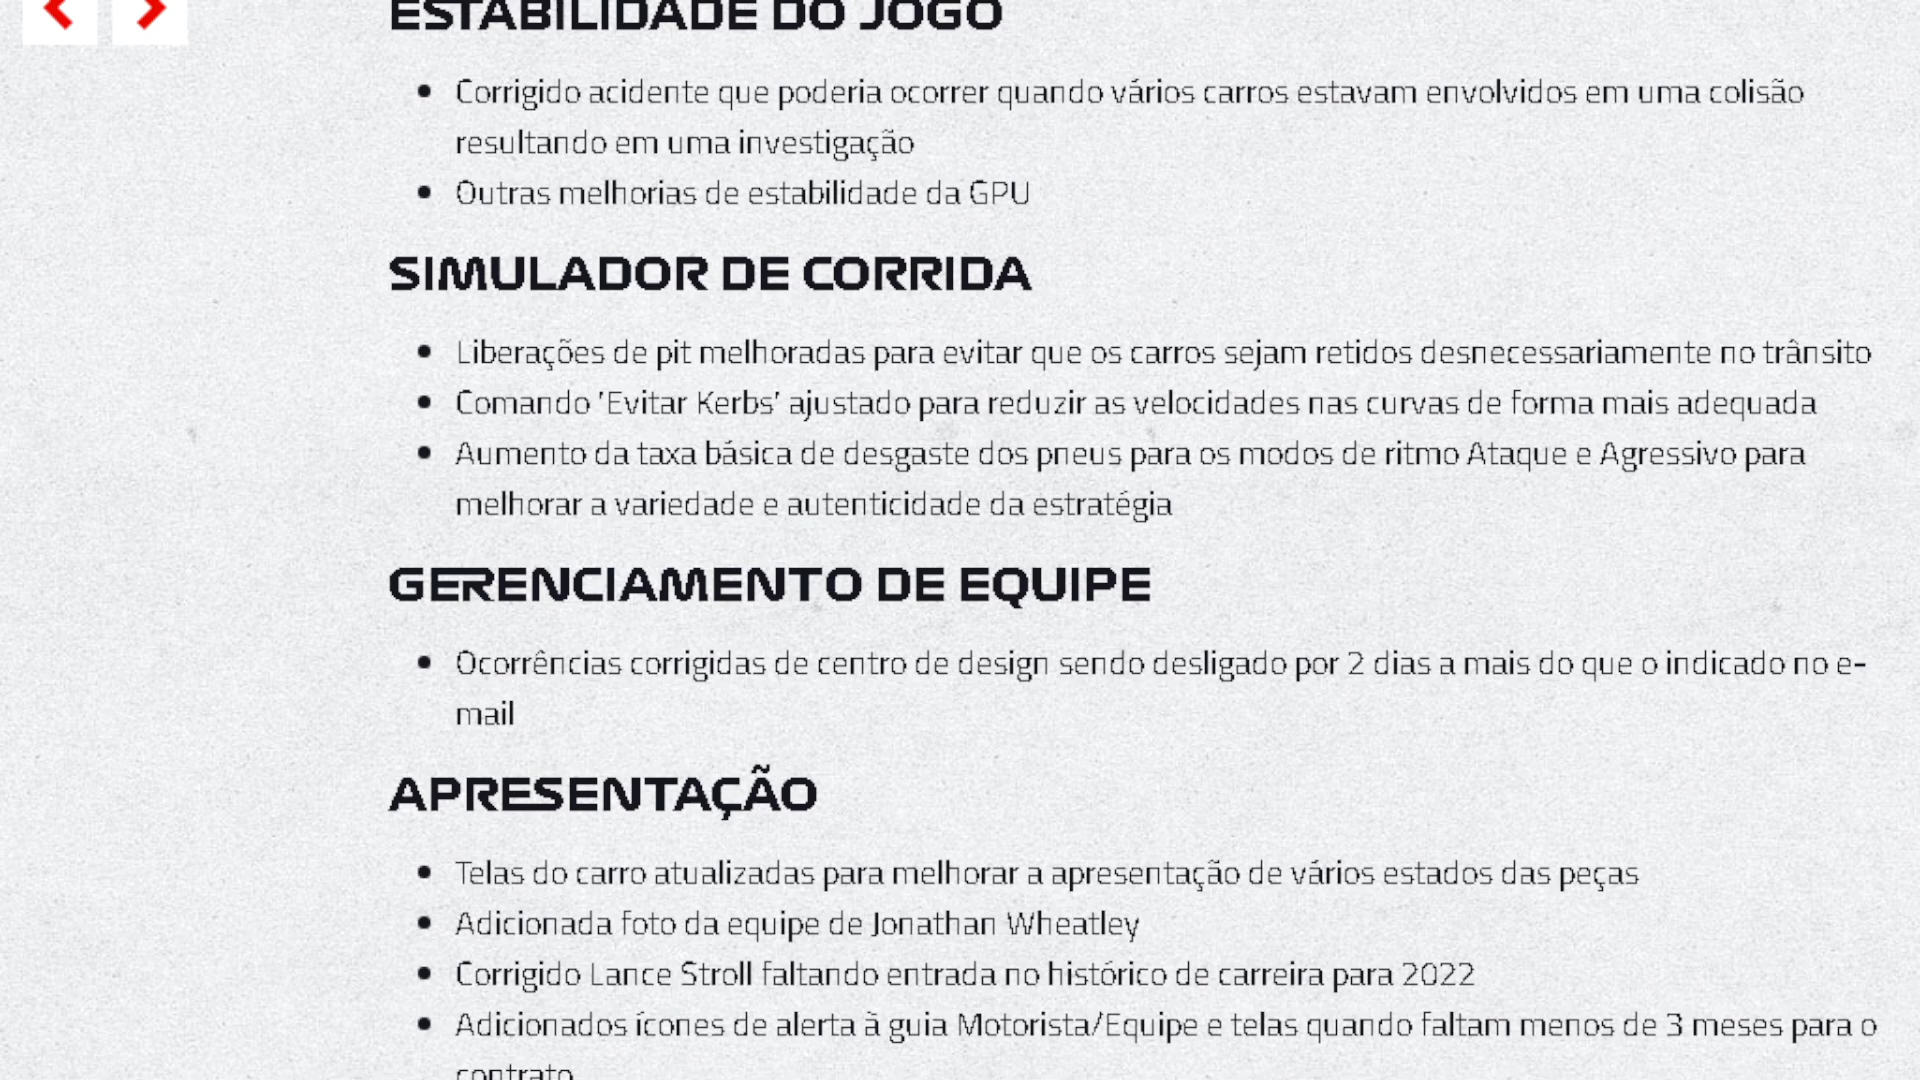 ESTABILIDADE DO JOGO
Corrigido acidente que poderia ocorrer quando vários carros estavam envolvidos em uma colisão
resultando em uma investigação
Outras melhorias de estabilidade da GPU
SIMULADOR DE CORRIDA
Liberações de pit melhoradas para evitar que os carros sejam retidos desnecessariamente no trânsito
Comando 'Evitar Kerbs' ajustado para reduzir as velocidades nas curvas de forma mais adequada
Aumento da taxa básica de desgaste dos pneus para os modos de ritmo Ataque e Agressivo para
melhorar a variedade e autenticidade da estratégia
GERENCIAMENTO DE EQUIPE
Ocorrências corrigidas de centro de design sendo desligado por 2 dias a mais do que o indicado no e-
mail
APRESENTAÇÃO
Telas do carro atualizadas para melhorar a apresentação de vários estados das peças
Adicionada foto da equipe de Jonathan Wheatley
Corrigido Lance Stroll faltando entrada no histórico de carreira para 2022
Adicionados ícones de alerta à guia Motorista/Equipe e telas quando faltam menos de 3 meses para o
contrato